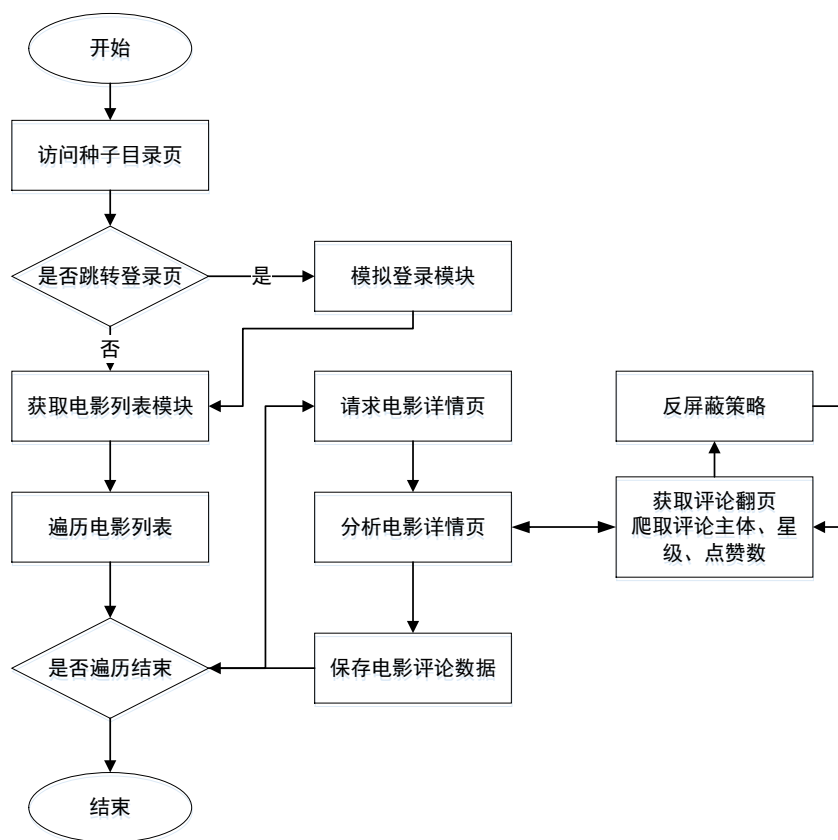 开始
访问种子目录页
是否跳转登录页
是
模拟登录模块
否
获取电影列表模块
请求电影详情页
反屏蔽策略
遍历电影列表
分析电影详情页
获取评论翻页
爬取评论主体、星
级、点赞数
是否遍历结束
保存电影评论数据
结束